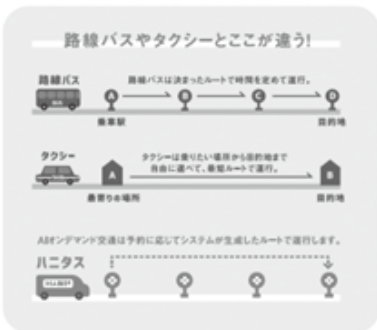 路線バスやタクシーとここが違う!
路線バス
路線バスは決まったルートで時間を定めて運行。
A
B
C
D
乗車駅
目的地
タクシー
タクシーは乗りたい場所から目的地まで
自由に選べて、最短ルートで運行。
A
B
最寄りの場所
目的地
AIオンデマンド交通は予約に応じてシステムが生成したルートで運行します。
ハニタス